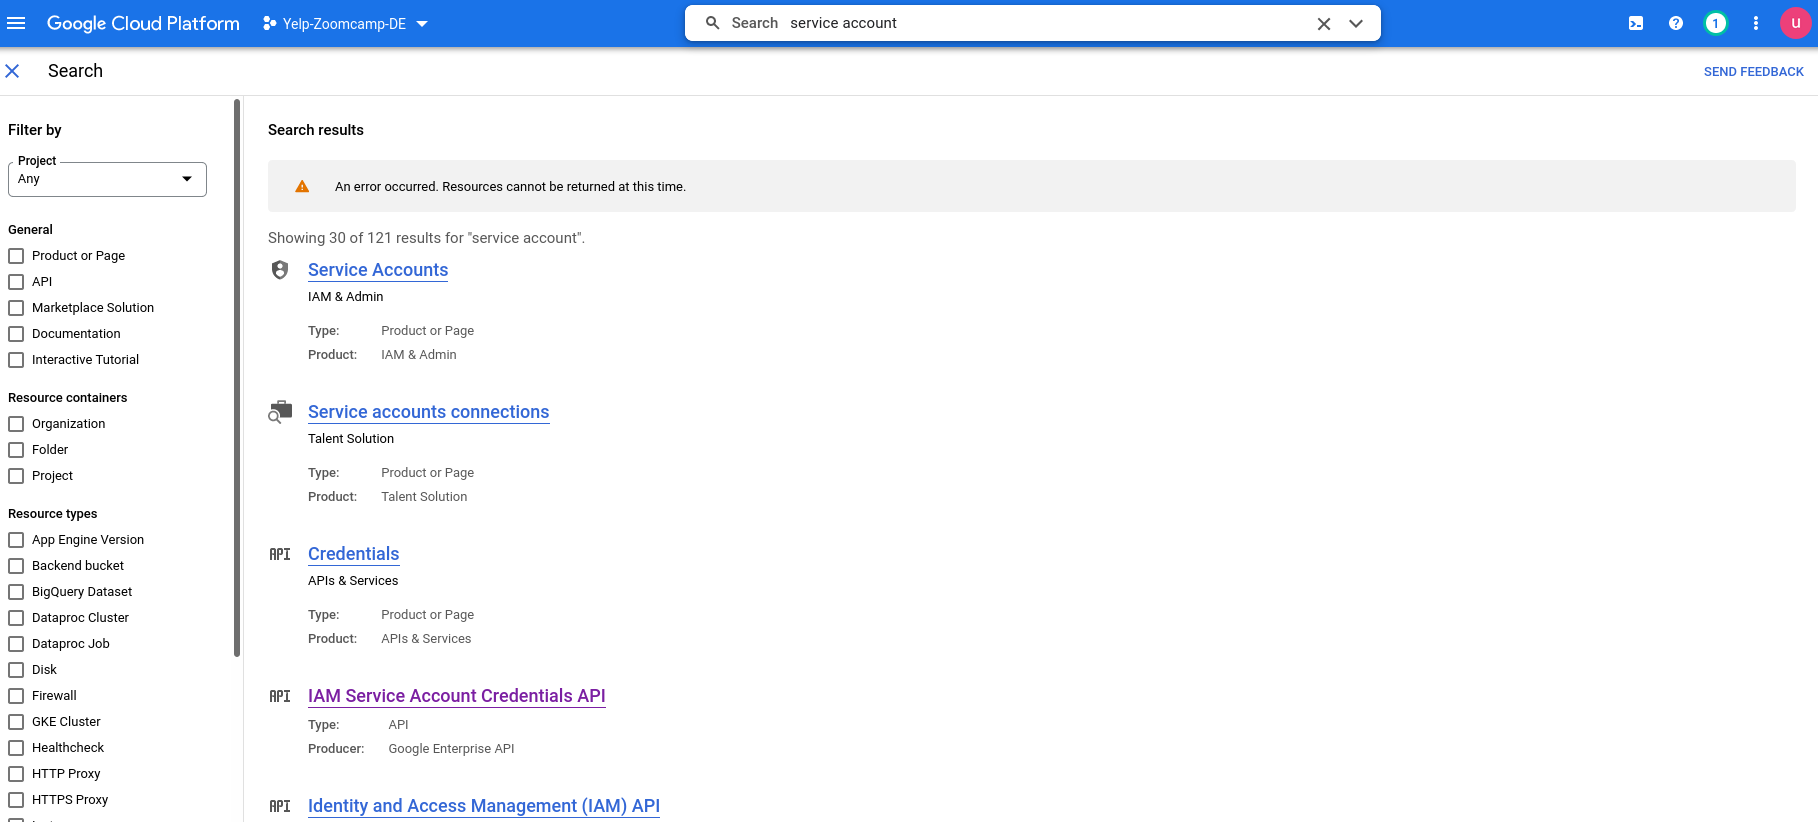 Google Cloud Platform
Yelp-Zoomcamp-DE
Search service account
1
u
Search
SEND FEEDBACK
Filter by
Project
Any
General
Product or Page
API
Marketplace Solution
Documentation
Interactive Tutorial
Resource containers
Organization
Folder
Project
Resource types
App Engine Version
Backend bucket
BigQuery Dataset
Dataproc Cluster
Dataproc Job
Disk
Firewall
GKE Cluster
Healthcheck
HTTP Proxy
HTTPS Proxy
Search results
An error occurred. Resources cannot be returned at this time.
Showing 30 of 121 results for "service account".
Service Accounts
IAM & Admin
Type: Product or Page
Product: IAM & Admin
Service accounts connections
Talent Solution
Type: Product or Page
Product: Talent Solution
API Credentials
APIs & Services
Type: Product or Page
Product: APIs & Services
API IAM Service Account Credentials API
Type: API
Producer: Google Enterprise API
API Identity and Access Management (IAM) API